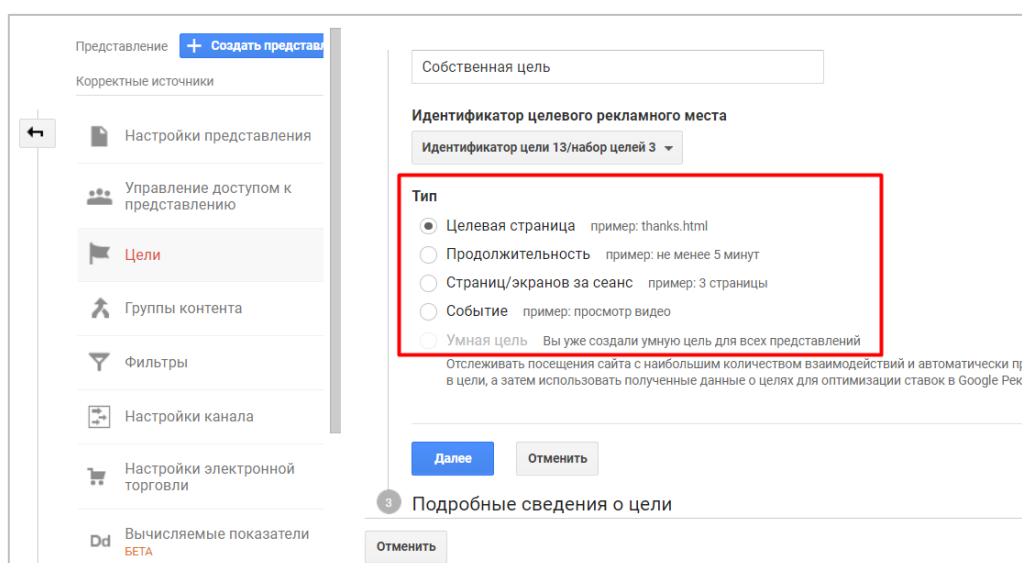 Представление + Создать представл
Корректные источники
Настройки представления
Управление доступом к
представлению
Цели
Группы контента
Фильтры
Настройки канала
Настройки электронной
торговли
Dd Вычисляемые показатели
БЕТА
Собственная цель
Идентификатор целевого рекламного места
Идентификатор цели 13/набор целей 3
Тип
Целевая страница пример: thanks.html
Продолжительность пример: не менее 5 минут
Страниц/экранов за сеанс пример: 3 страницы
Событие пример: просмотр видео
Умная цель Вы уже создали умную цель для всех представлений
Отслеживать посещения сайта с наибольшим количеством взаимодействий и автоматически пр
в цели, а затем использовать полученные данные о целях для оптимизации ставок в Google Рек
Далее Отменить
3 Подробные сведения о цели
Отменить